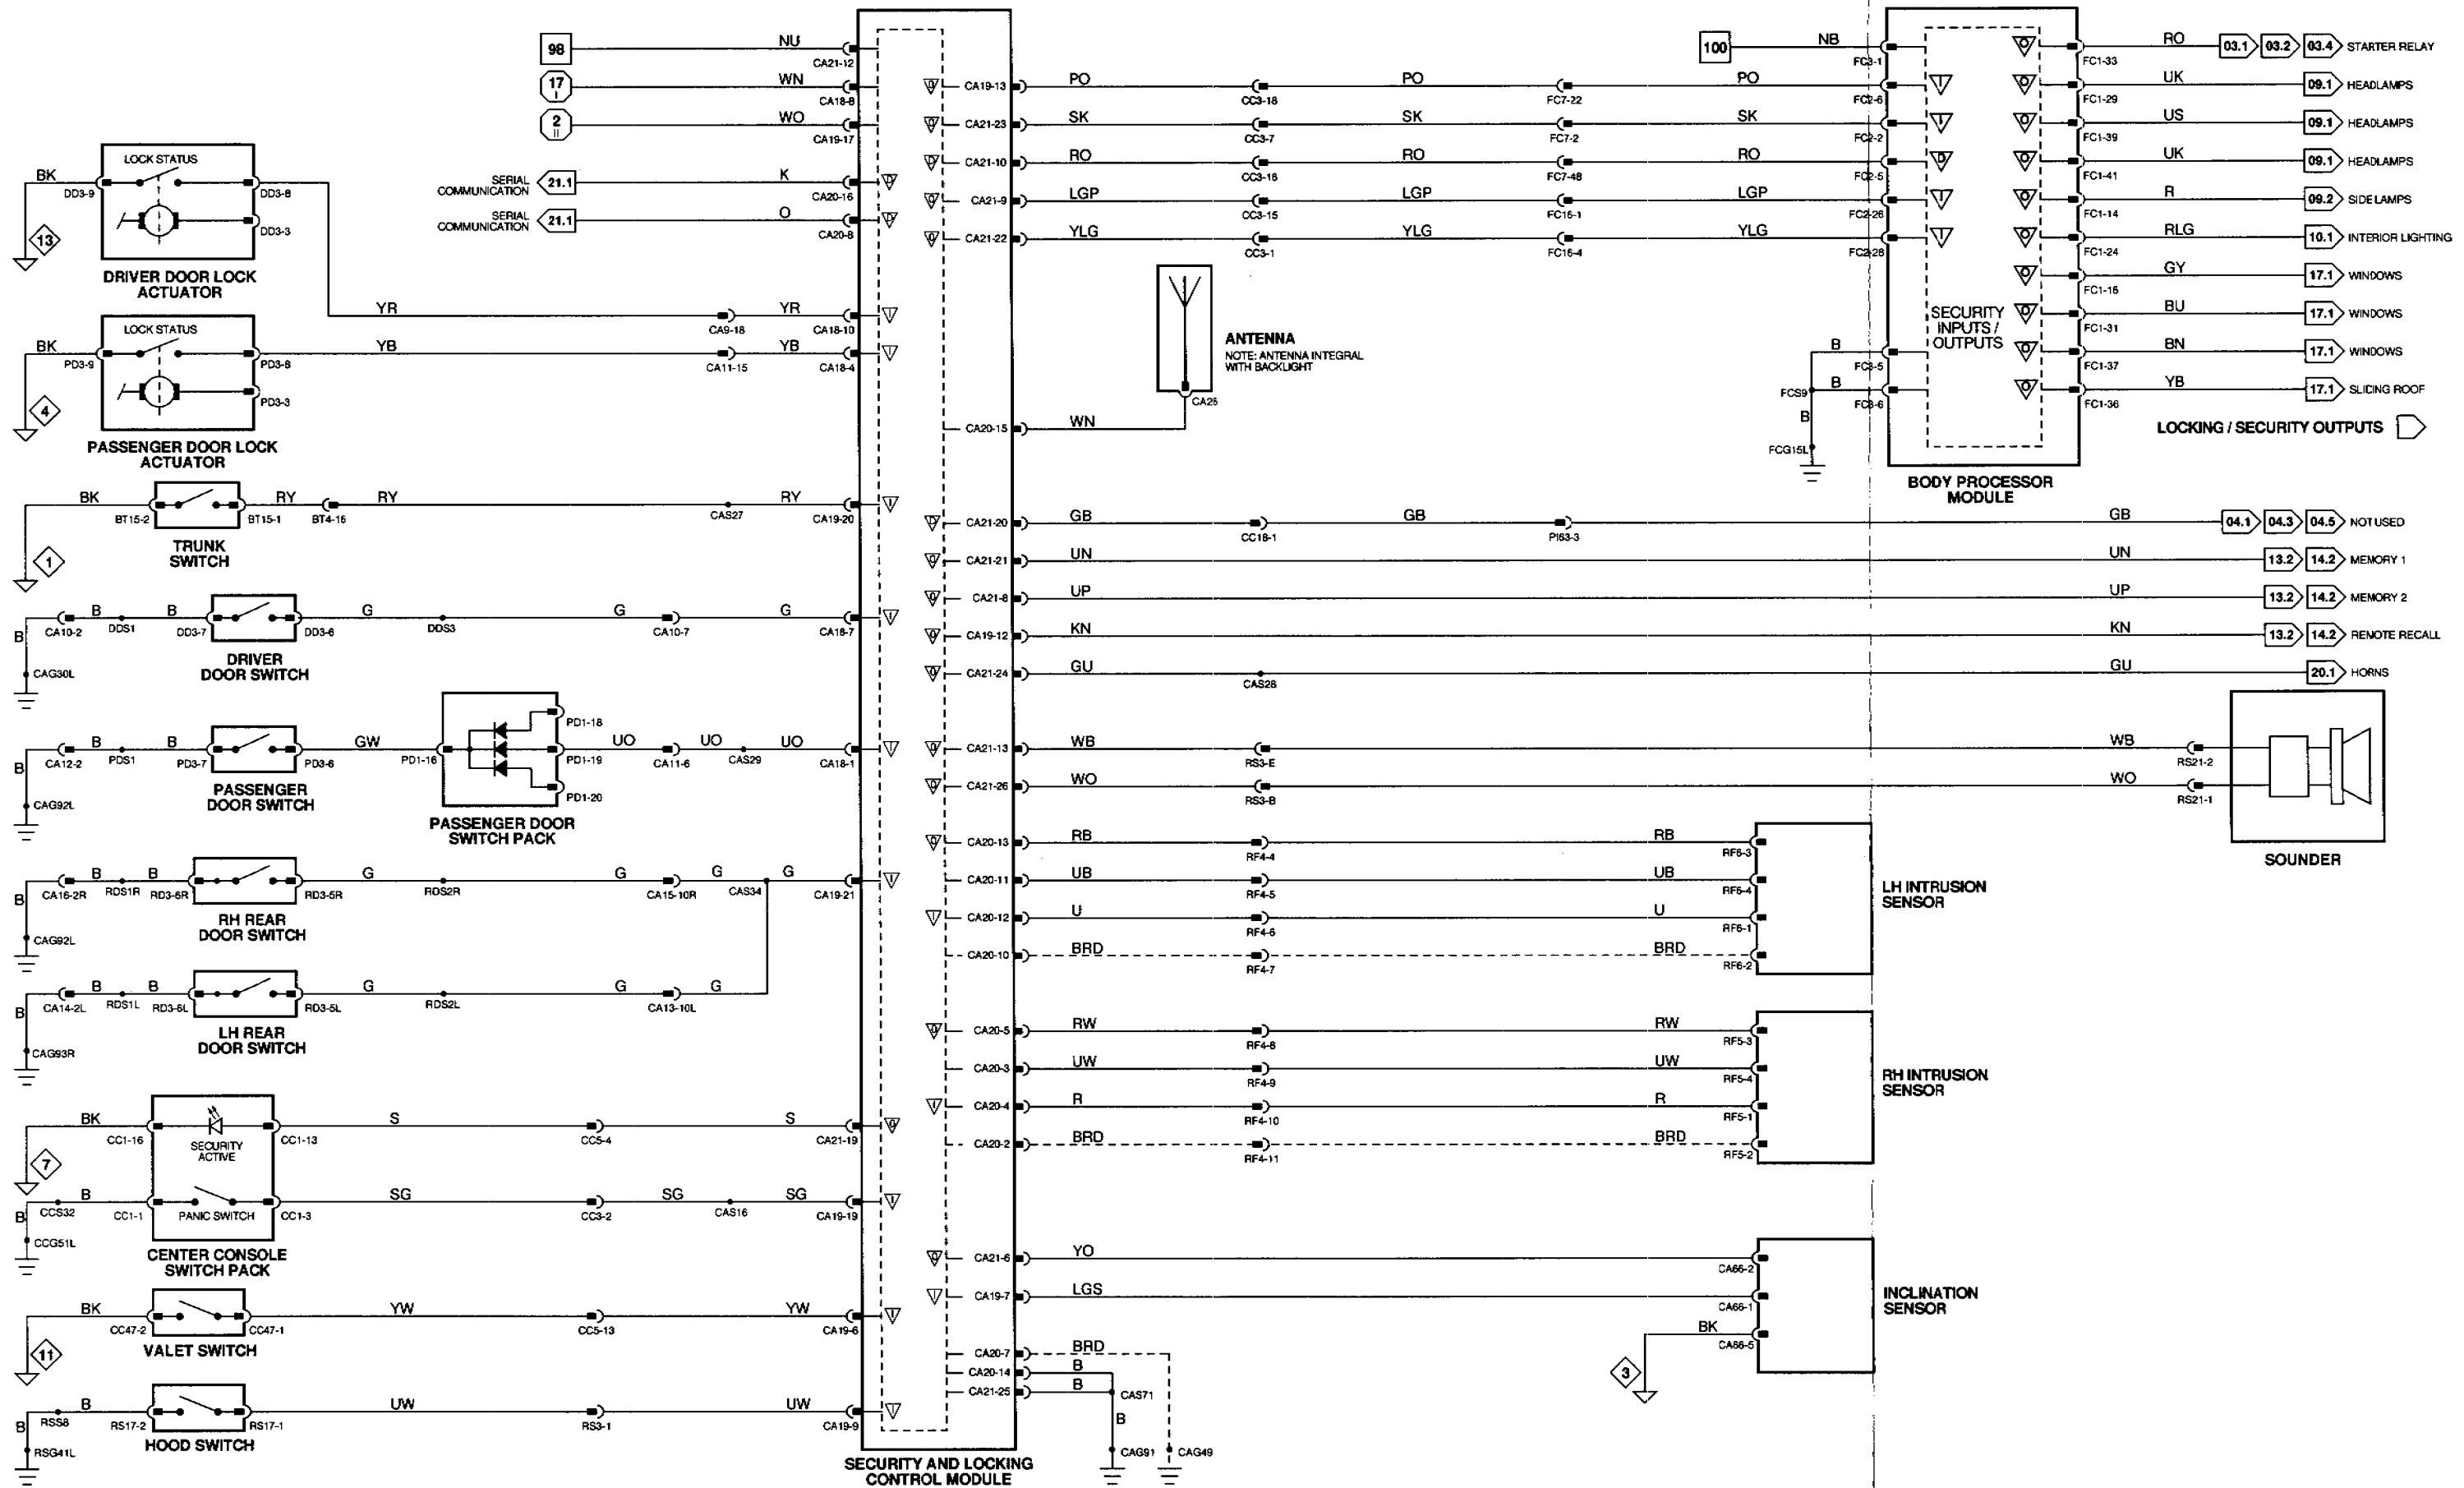 98
NU
CA21-12
17
I
WN
CA18-8
2
II
WO
CA19-17
SERIAL
COMMUNICATION
21.1
K
CA20-16
SERIAL
COMMUNICATION
21.1
O
CA20-8
BK
DD3-9
LOCK STATUS
DD3-8
DD3-3
13
DRIVER DOOR LOCK
ACTUATOR
YR
CA9-18
YR
CA18-10
BK
PD3-9
LOCK STATUS
PD3-8
PD3-3
4
PASSENGER DOOR LOCK
ACTUATOR
YB
CA11-15
YB
CA18-4
BK
BT15-2
BT15-1
RY
BT4-16
RY
CAS27
RY
CA19-20
1
TRUNK
SWITCH
B
CA10-2
B
DDS1
B
DD3-7
DD3-6
G
DDS3
G
CA10-7
G
CA18-7
CAG30L
DRIVER
DOOR SWITCH
B
CA12-2
B
PDS1
B
PD3-7
PD3-6
GW
PD1-16
PD1-18
PD1-19
PD1-20
UO
CA11-6
UO
CAS29
UO
CA18-1
CAG92L
PASSENGER
DOOR SWITCH
PASSENGER DOOR
SWITCH PACK
B
CA16-2R
B
RDS1R
B
RD3-6R
RD3-5R
G
RDS2R
G
CA15-10R
G
CAS34
G
CA19-21
CAG92L
RH REAR
DOOR SWITCH
B
CA14-2L
B
RDS1L
B
RD3-6L
RD3-5L
G
RDS2L
G
CA13-10L
G
CAG93R
LH REAR
DOOR SWITCH
BK
CC1-16
SECURITY
ACTIVE
CC1-13
S
CC5-4
S
CA21-19
7
B
CCS32
B
CC1-1
PANIC SWITCH
CC1-3
SG
CC3-2
SG
CAS16
SG
CA19-19
CCG51L
CENTER CONSOLE
SWITCH PACK
BK
CC47-2
CC47-1
YW
CC5-13
YW
CA19-6
11
VALET SWITCH
B
RSS8
B
RS17-2
RS17-1
UW
RS3-1
UW
CA19-9
RSG41L
HOOD SWITCH
SECURITY AND LOCKING
CONTROL MODULE
CA19-13
PO
CC3-18
PO
FC7-22
PO
FC2-6
CA21-23
SK
CC3-7
SK
FC7-2
SK
FC2-2
CA21-10
RO
CC3-16
RO
FC7-48
RO
FC2-5
CA21-9
LGP
CC3-15
LGP
FC16-1
LGP
FC2-26
CA21-22
YLG
CC3-1
YLG
FC16-4
YLG
FC2-28
ANTENNA
NOTE: ANTENNA INTEGRAL
WITH BACKLIGHT
CA25
CA20-15
WN
100
NB
FC3-1
SECURITY
INPUTS /
OUTPUTS
B
FC3-5
FCS9
B
FC3-6
B
FCG15L
BODY PROCESSOR
MODULE
FC1-33
RO
03.1
03.2
03.4
STARTER RELAY
FC1-29
UK
09.1
HEADLAMPS
FC1-39
US
09.1
HEADLAMPS
FC1-41
UK
09.1
HEADLAMPS
FC1-14
R
09.2
SIDE LAMPS
FC1-24
RLG
10.1
INTERIOR LIGHTING
FC1-16
GY
17.1
WINDOWS
FC1-31
BU
17.1
WINDOWS
FC1-37
BN
17.1
WINDOWS
FC1-36
YB
17.1
SLIDING ROOF
LOCKING / SECURITY OUTPUTS
CA21-20
GB
CC18-1
GB
PI63-3
GB
04.1
04.3
04.5
NOT USED
CA21-21
UN
UN
13.2
14.2
MEMORY 1
CA21-8
UP
UP
13.2
14.2
MEMORY 2
CA19-12
KN
KN
13.2
14.2
REMOTE RECALL
CA21-24
GU
CAS28
GU
20.1
HORNS
CA21-13
WB
RS3-E
WB
RS21-2
CA21-26
WO
RS3-B
WO
RS21-1
SOUNDER
CA20-13
RB
RF4-4
RB
RF6-3
CA20-11
UB
RF4-5
UB
RF6-4
CA20-12
U
RF4-6
U
RF6-1
CA20-10
BRD
RF4-7
BRD
RF6-2
LH INTRUSION
SENSOR
CA20-5
RW
RF4-8
RW
RF5-3
CA20-3
UW
RF4-9
UW
RF5-4
CA20-4
R
RF4-10
R
RF5-1
CA20-2
BRD
RF4-11
BRD
RF5-2
RH INTRUSION
SENSOR
CA21-6
YO
CA66-2
CA19-7
LGS
CA66-1
BK
CA66-5
3
INCLINATION
SENSOR
CA20-7
BRD
CA20-14
B
CA21-25
B
CAS71
B
CAG91
CAG49